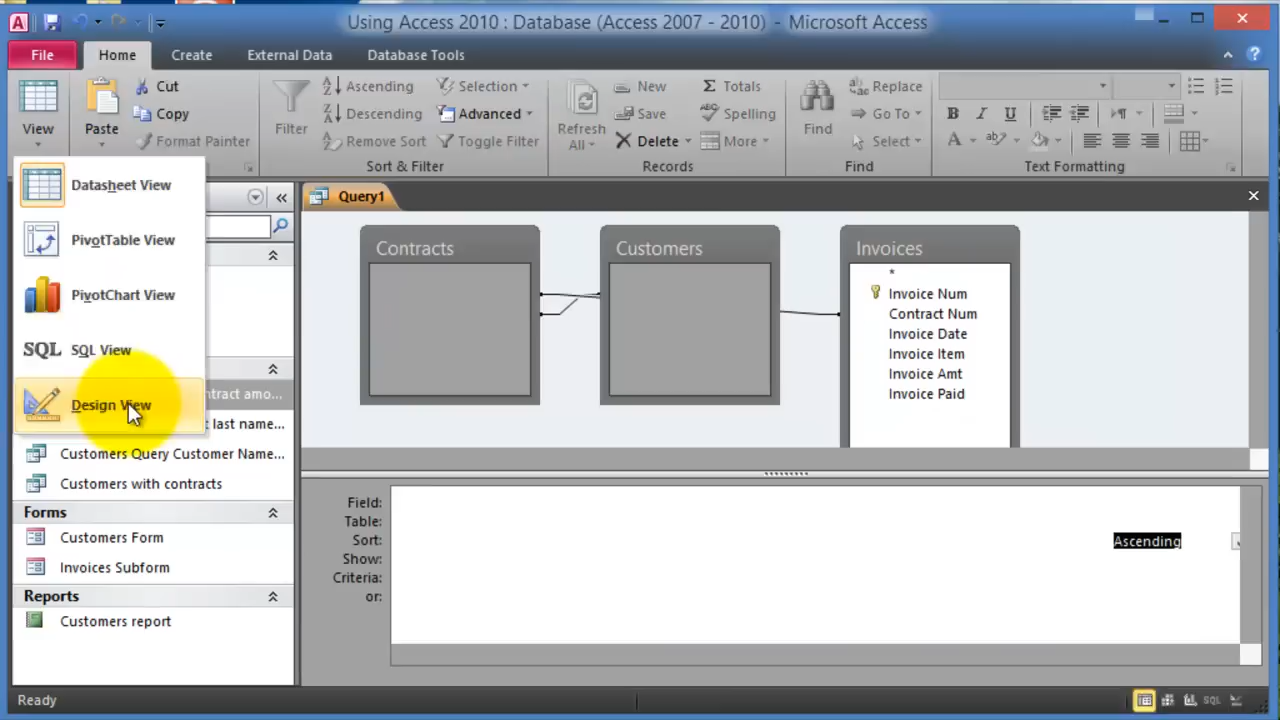 Using Access 2010 : Database (Access 2007 - 2010) - Microsoft Access
File Home Create External Data Database Tools
View
Paste
Cut
Copy
Format Painter
Filter
Ascending
Descending
Remove Sort
Selection
Advanced
Toggle Filter
Sort & Filter
Refresh
All
New
Save
Delete
Totals
Spelling
More
Records
Find
Replace
Go To
Select
Find
B I U
A ab
Text Formatting
Datasheet View
PivotTable View
PivotChart View
SQL SQL View
Design View
ntract amo...
t last name...
Customers Query Customer Name...
Customers with contracts
Forms
Customers Form
Invoices Subform
Reports
Customers report
Query1
Contracts
Customers
Invoices
*
Invoice Num
Contract Num
Invoice Date
Invoice Item
Invoice Amt
Invoice Paid
Field:
Table:
Sort: Ascending
Show:
Criteria:
or:
Ready
SQL